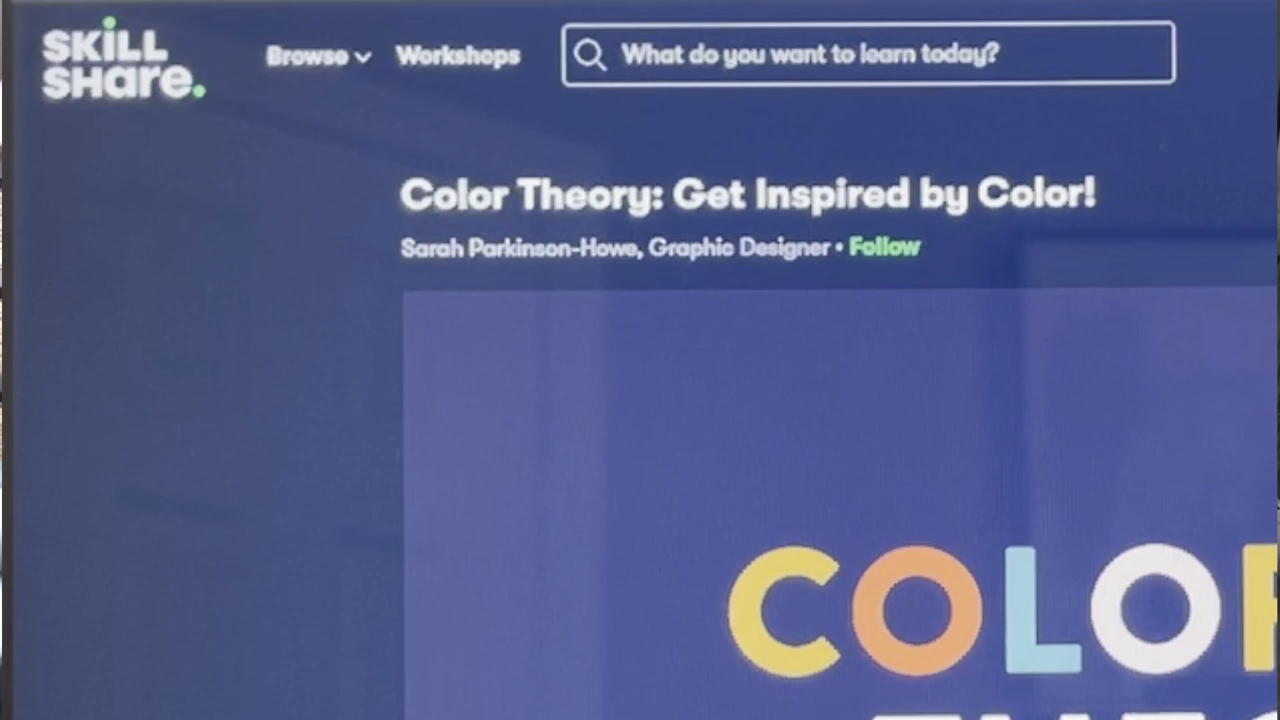 SKiLL
SHare.
Browse Workshops
What do you want to learn today?
Color Theory: Get Inspired by Color!
Sarah Parkinson-Howe, Graphic Designer • Follow
COLO